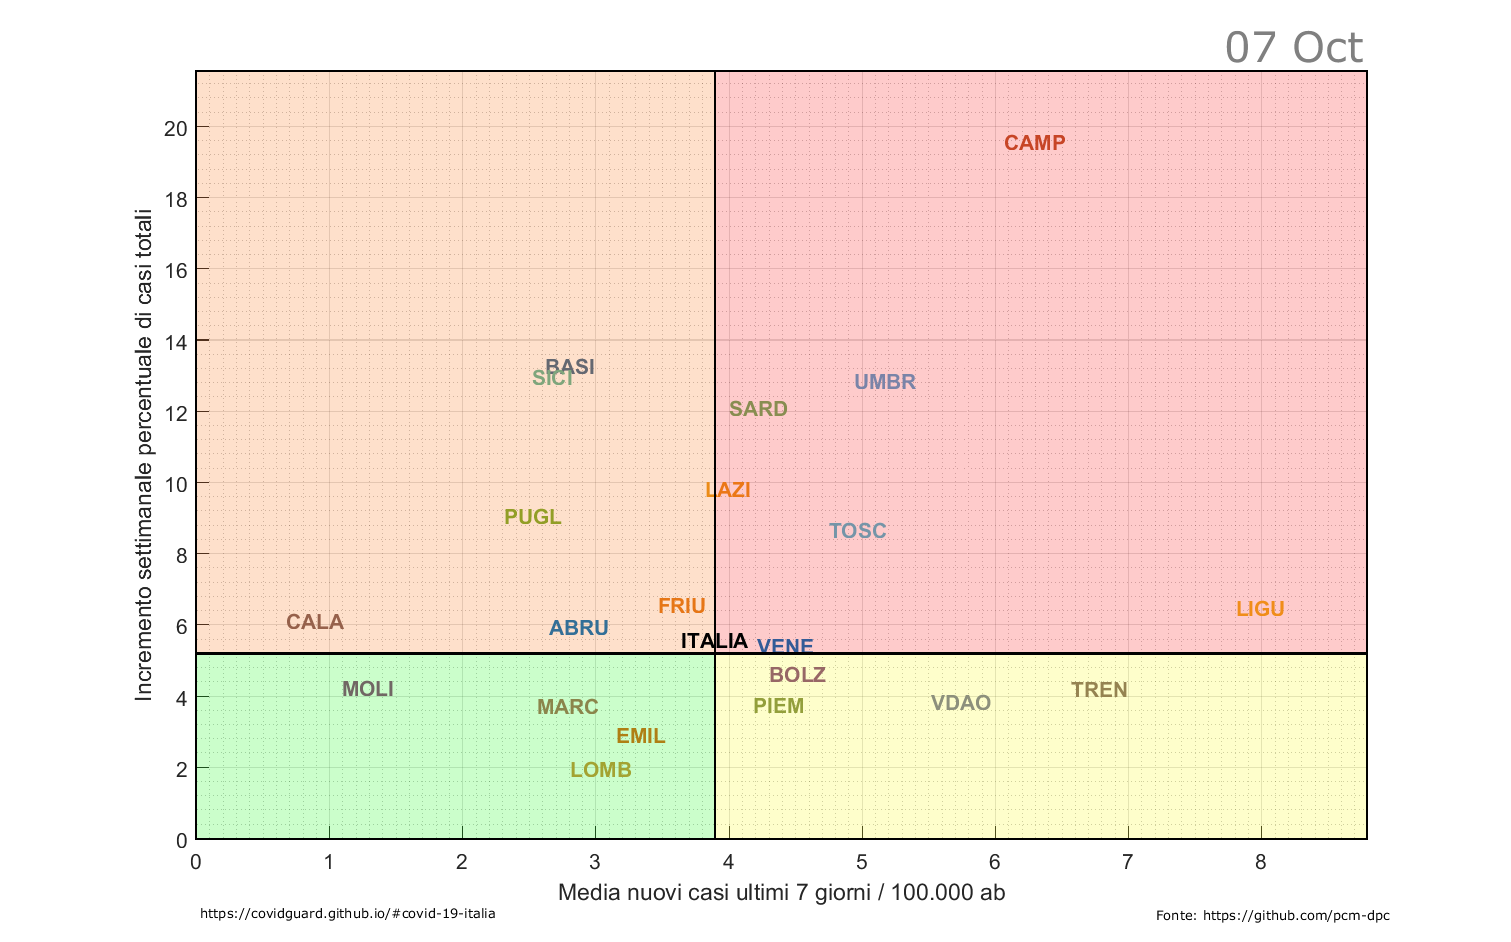 07 Oct
Incremento settimanale percentuale di casi totali
20
18
16
14
12
10
8
6
4
2
0
CAMP
BASI
SICI
UMBR
SARD
LAZI
PUGL
TOSC
FRIU
LIGU
CALA
ABRU
ITALIA
VENE
BOLZ
MOLI
TREN
VDAO
MARC
PIEM
EMIL
LOMB
0 1 2 3 4 5 6 7 8
Media nuovi casi ultimi 7 giorni / 100.000 ab
https://covidguard.github.io/#covid-19-italia
Fonte: https://github.com/pcm-dpc